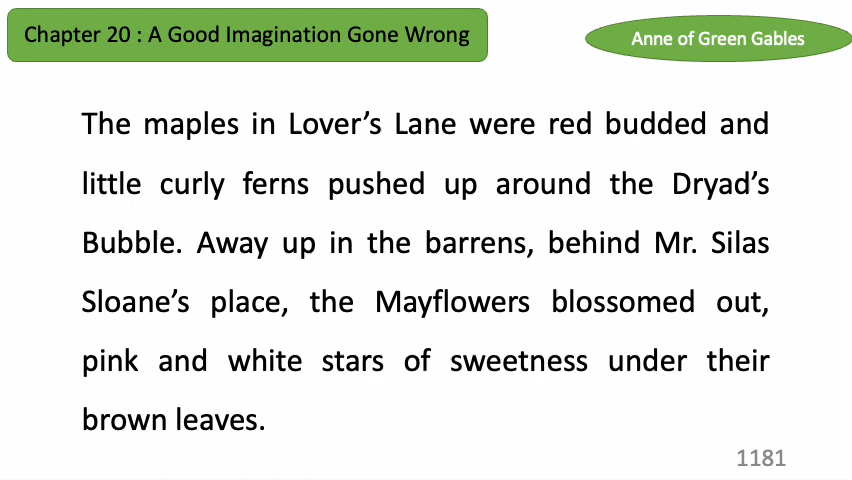 Chapter 20 : A Good Imagination Gone Wrong
Anne of Green Gables
The maples in Lover’s Lane were red budded and
little curly ferns pushed up around the Dryad’s
Bubble. Away up in the barrens, behind Mr. Silas
Sloane’s place, the Mayflowers blossomed out,
pink and white stars of sweetness under their
brown leaves.
1181